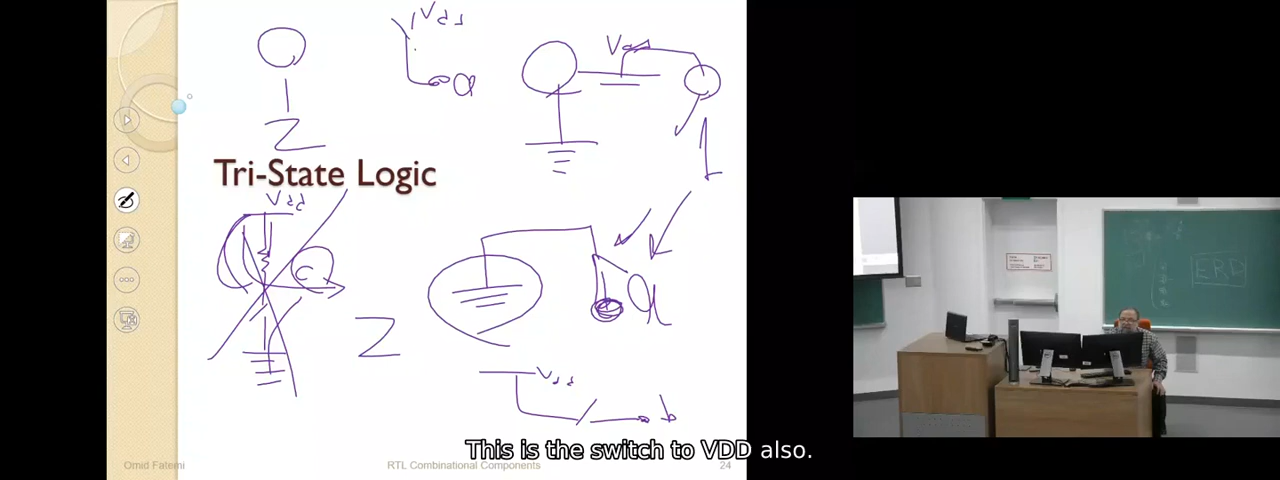 Vdd
a
Vdd
Z
Tri-State Logic
Vdd
a
Z
Vdd
b
This is the switch to VDD also.
Omid Fatemi
RTL Combinational Components
24
ERD